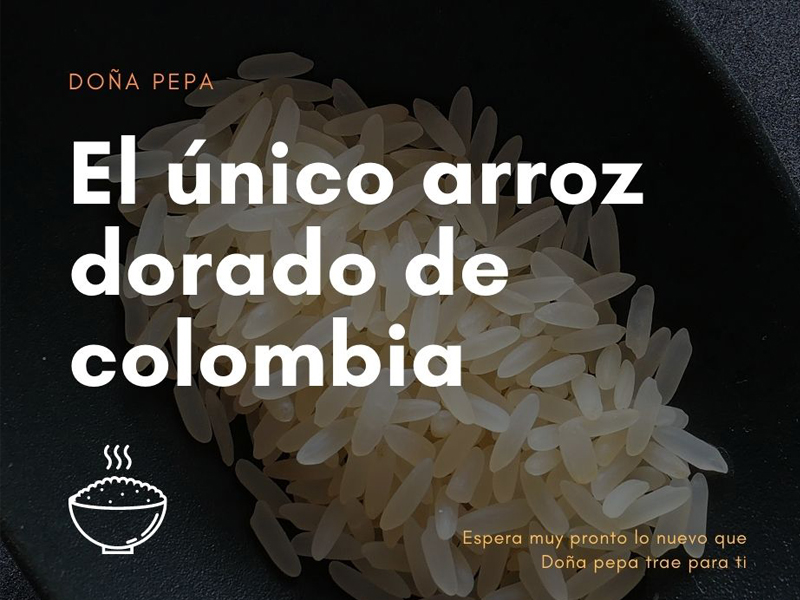 DOÑA PEPA
El único arroz
dorado de
colombia
Espera muy pronto lo nuevo que
Doña pepa trae para ti